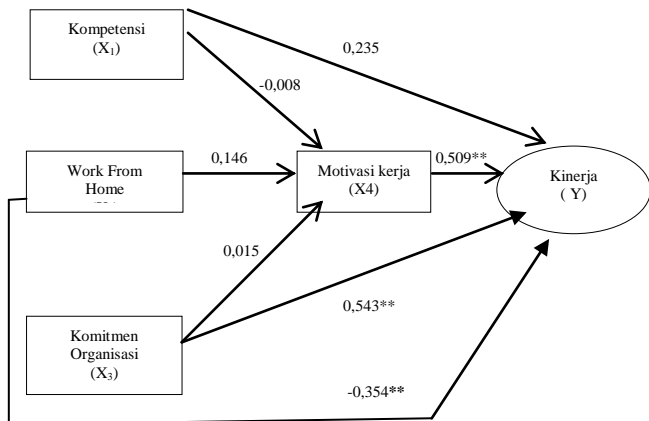 Kompetensi
(X₁)
0,235
-0,008
Work From
Home
0,146
Motivasi kerja
(X4)
0,509**
Kinerja
( Y)
0,015
Komitmen
Organisasi
(X₃)
0,543**
-0,354**